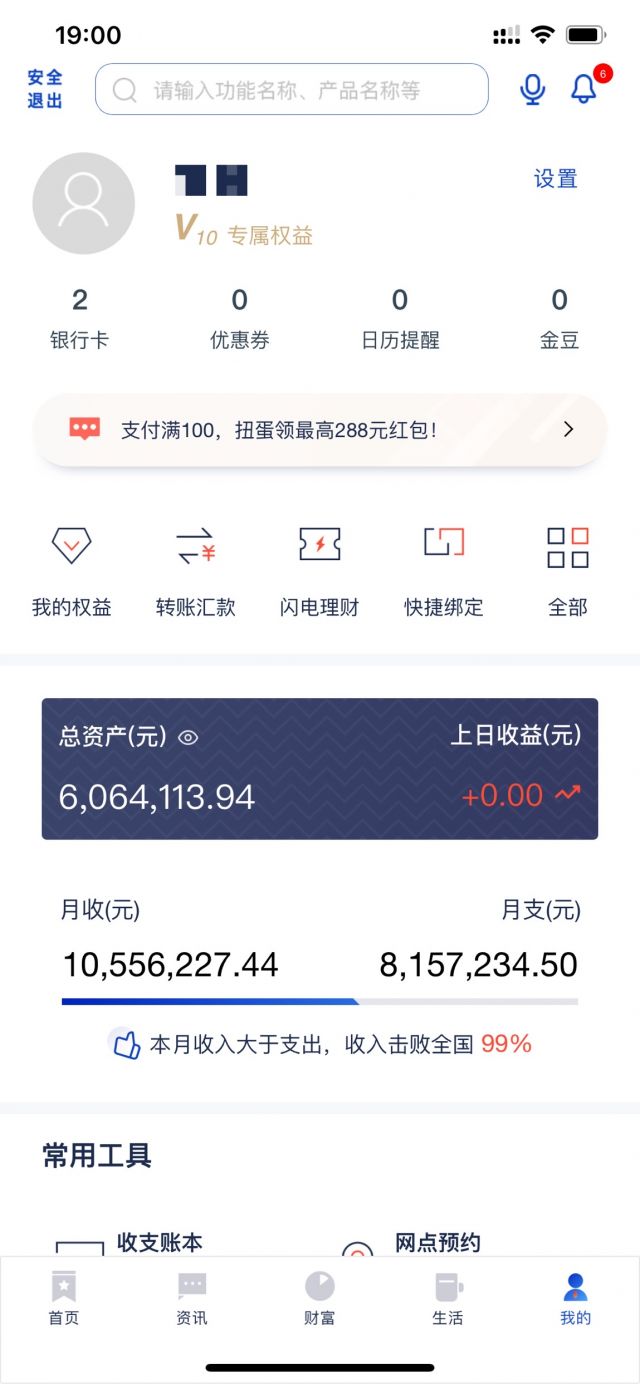 19:00
安全退出
请输入功能名称、产品名称等
6
设置
V10 专属权益
2 0 0 0
银行卡 优惠券 日历提醒 金豆
支付满100，扭蛋领最高288元红包！
我的权益 转账汇款 闪电理财 快捷绑定 全部
总资产(元) 上日收益(元)
6,064,113.94 +0.00
月收(元) 月支(元)
10,556,227.44 8,157,234.50
本月收入大于支出，收入击败全国 99%
常用工具
收支账本 网点预约
首页 资讯 财富 生活 我的